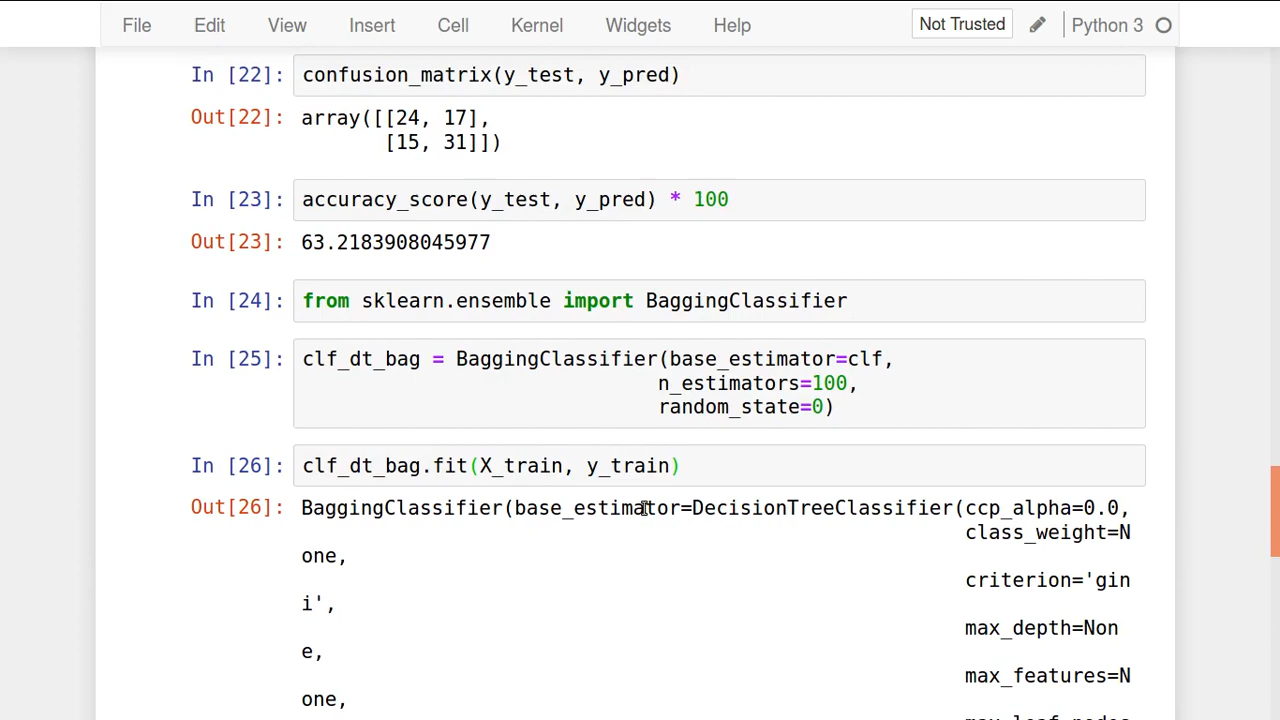 File Edit View Insert Cell Kernel Widgets Help Not Trusted Python 3
In [22]: confusion_matrix(y_test, y_pred)
Out[22]: array([[24, 17],
[15, 31]])
In [23]: accuracy_score(y_test, y_pred) * 100
Out[23]: 63.2183908045977
In [24]: from sklearn.ensemble import BaggingClassifier
In [25]: clf_dt_bag = BaggingClassifier(base_estimator=clf,
n_estimators=100,
random_state=0)
In [26]: clf_dt_bag.fit(X_train, y_train)
Out[26]: BaggingClassifier(base_estimator=DecisionTreeClassifier(ccp_alpha=0.0,
class_weight=N
one,
criterion='gin
i',
max_depth=Non
e,
max_features=N
one,